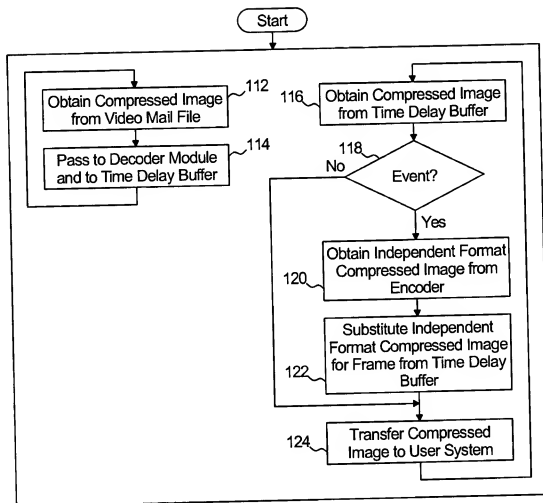 Start
Obtain Compressed Image
from Video Mail File
112
Pass to Decoder Module
and to Time Delay Buffer
114
116
Obtain Compressed Image
from Time Delay Buffer
118
No
Event?
Yes
Obtain Independent Format
Compressed Image from
Encoder
120
Substitute Independent
Format Compressed Image
for Frame from Time Delay
Buffer
122
Transfer Compressed
Image to User System
124